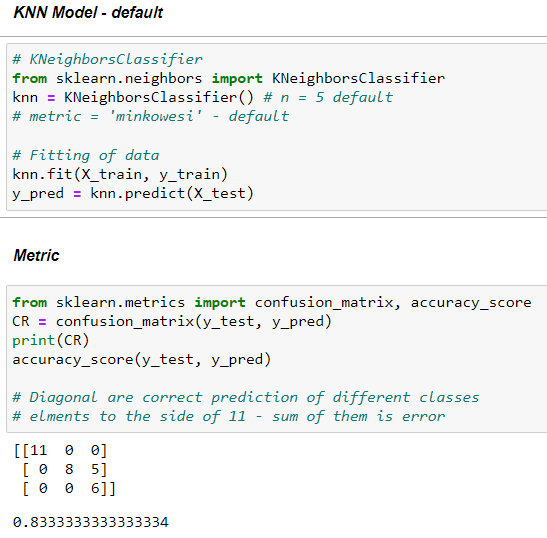 KNN Model - default
# KNeighborsClassifier
from sklearn.neighbors import KNeighborsClassifier
knn = KNeighborsClassifier() # n = 5 default
# metric = 'minkowesi' - default
# Fitting of data
knn.fit(X_train, y_train)
y_pred = knn.predict(X_test)
Metric
from sklearn.metrics import confusion_matrix, accuracy_score
CR = confusion_matrix(y_test, y_pred)
print(CR)
accuracy_score(y_test, y_pred)
# Diagonal are correct prediction of different classes
# elments to the side of 11 - sum of them is error
[[11  0  0]
 [ 0  8  5]
 [ 0  0  6]]
0.8333333333333334